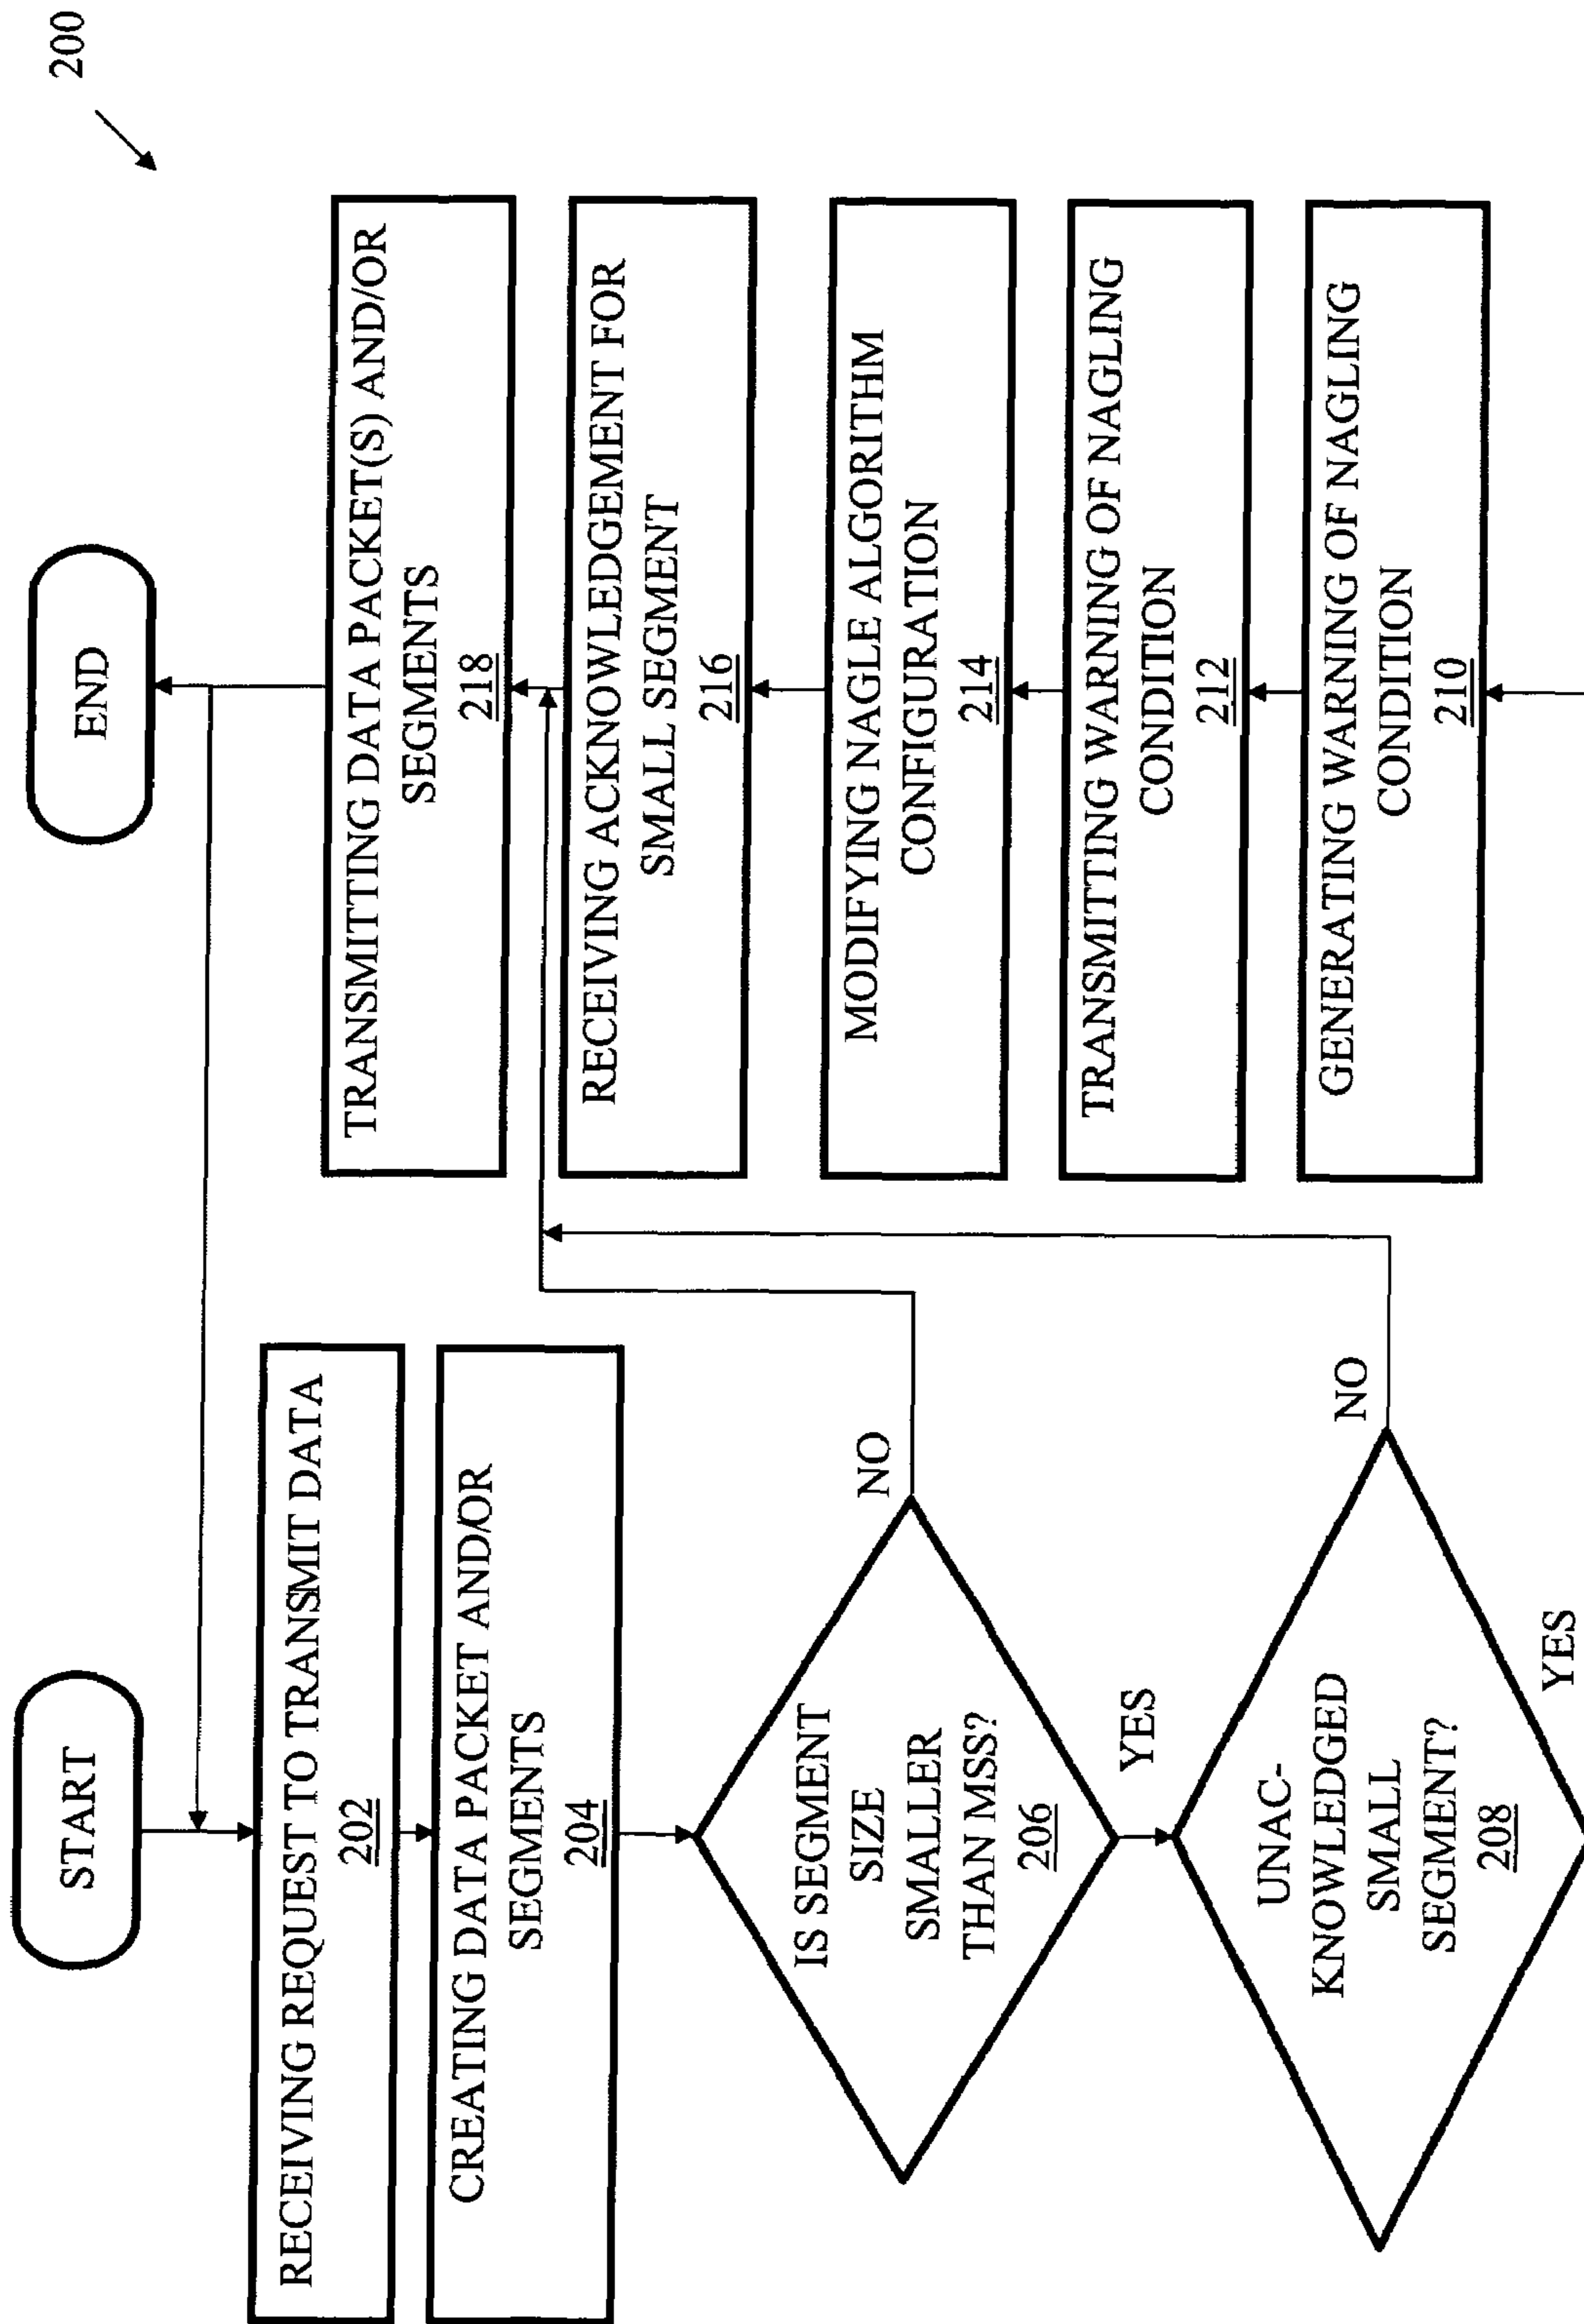 200
START
RECEIVING REQUEST TO TRANSMIT DATA
202
CREATING DATA PACKET AND/OR
SEGMENTS
204
IS SEGMENT
SIZE
SMALLER
THAN MSS?
206
NO
YES
UNAC-
KNOWLEDGED
SMALL
SEGMENT?
208
NO
YES
END
TRANSMITTING DATA PACKET(S) AND/OR
SEGMENTS
218
RECEIVING ACKNOWLEDGEMENT FOR
SMALL SEGMENT
216
MODIFYING NAGLE ALGORITHM
CONFIGURATION
214
TRANSMITTING WARNING OF NAGLING
CONDITION
212
GENERATING WARNING OF NAGLING
CONDITION
210